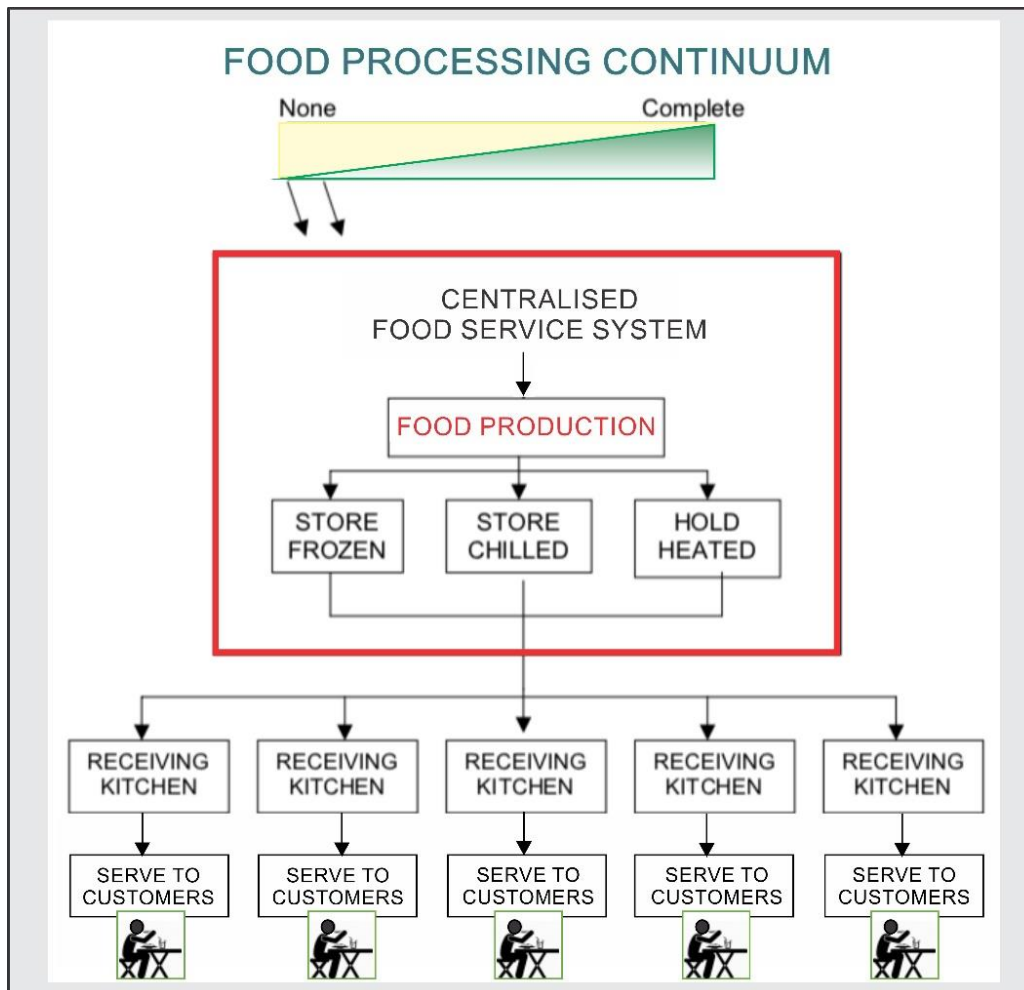 FOOD PROCESSING CONTINUUM
None
Complete
CENTRALISED
FOOD SERVICE SYSTEM
FOOD PRODUCTION
STORE
FROZEN
STORE
CHILLED
HOLD
HEATED
RECEIVING
KITCHEN
RECEIVING
KITCHEN
RECEIVING
KITCHEN
RECEIVING
KITCHEN
RECEIVING
KITCHEN
SERVE TO
CUSTOMERS
SERVE TO
CUSTOMERS
SERVE TO
CUSTOMERS
SERVE TO
CUSTOMERS
SERVE TO
CUSTOMERS